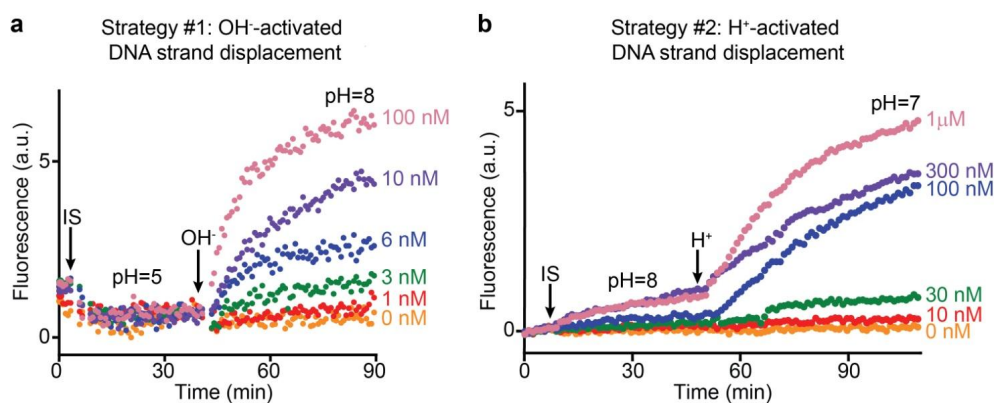 a
Strategy #1: OH⁻-activated
DNA strand displacement
Fluorescence (a.u.)
5
0
IS
pH=5
OH⁻
pH=8
100 nM
10 nM
6 nM
3 nM
1 nM
0 nM
0
30
60
90
Time (min)
b
Strategy #2: H⁺-activated
DNA strand displacement
Fluorescence (a.u.)
5
0
IS
pH=8
H⁺
pH=7
1µM
300 nM
100 nM
30 nM
10 nM
0 nM
0
30
60
90
Time (min)